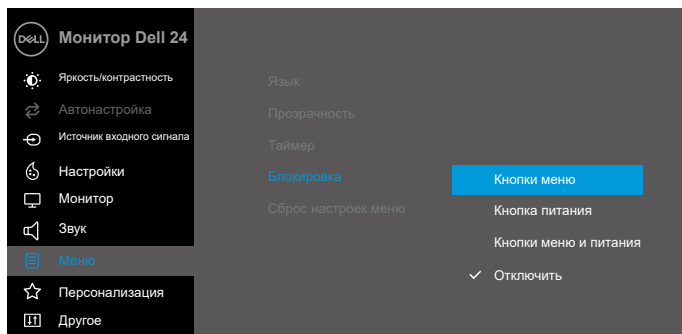 DELL
Монитор Dell 24
Яркость/контрастность
Автонастройка
Источник входного сигнала
Настройки
Монитор
Звук
Меню
Персонализация
Другое
Язык
Прозрачность
Таймер
Блокировка
Сброс настроек меню
Кнопки меню
Кнопка питания
Кнопки меню и питания
Отключить